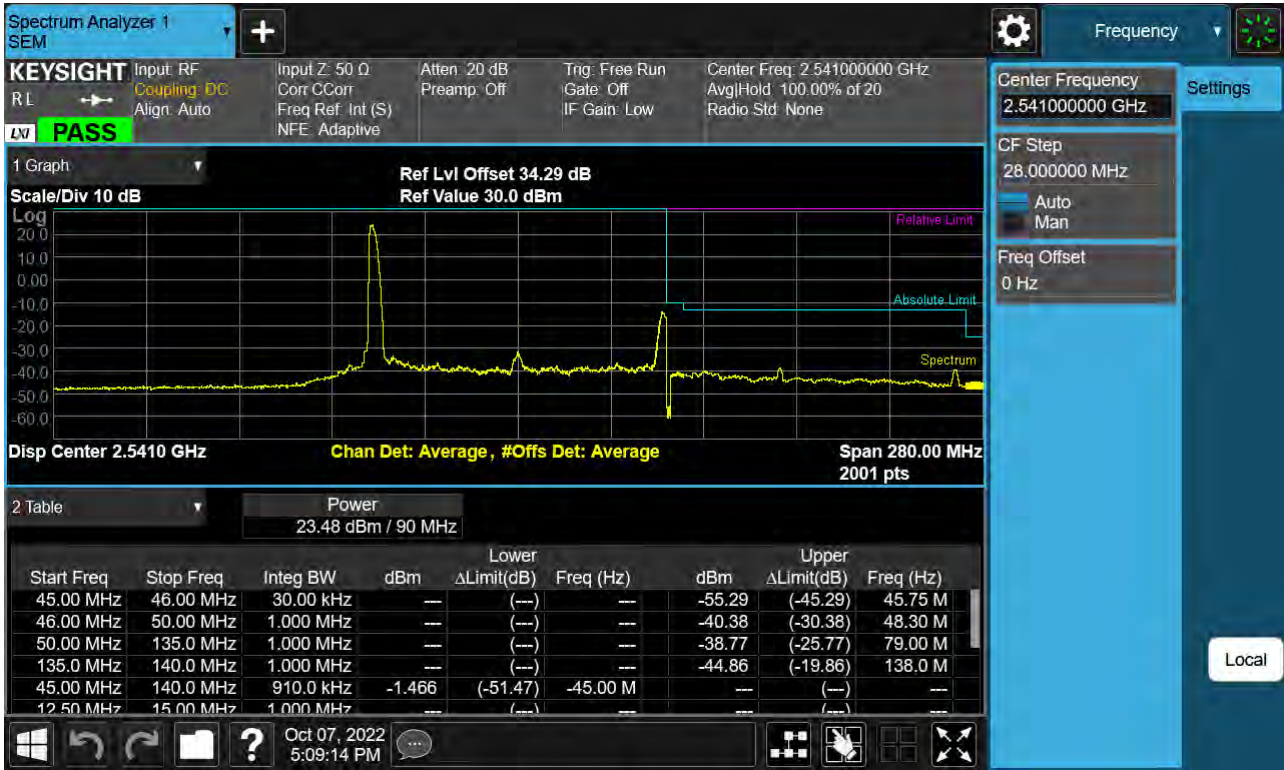 Spectrum Analyzer 1
SEM
+
Frequency
KEYSIGHT
RL
LXI
PASS
Input: RF
Coupling: DC
Align: Auto
Input Z: 50 Ω
Corr CCorr
Freq Ref: Int (S)
NFE: Adaptive
Atten: 20 dB
Preamp: Off
Trig: Free Run
Gate: Off
IF Gain: Low
Center Freq: 2.541000000 GHz
Avg|Hold: 100.00% of 20
Radio Std: None
Center Frequency
2.541000000 GHz
Settings
CF Step
28.000000 MHz
Auto
Man
Freq Offset
0 Hz
Local
1 Graph
Scale/Div 10 dB
Ref Lvl Offset 34.29 dB
Ref Value 30.0 dBm
Log
20.0
10.0
0.00
-10.0
-20.0
-30.0
-40.0
-50.0
-60.0
Relative Limit
Absolute Limit
Spectrum
Disp Center 2.5410 GHz
Chan Det: Average, #Offs Det: Average
Span 280.00 MHz
2001 pts
2 Table
Power
23.48 dBm / 90 MHz
Lower Upper
Start Freq Stop Freq Integ BW dBm ΔLimit(dB) Freq (Hz) dBm ΔLimit(dB) Freq (Hz)
45.00 MHz 46.00 MHz 30.00 kHz --- (---) --- -55.29 (-45.29) 45.75 M
46.00 MHz 50.00 MHz 1.000 MHz --- (---) --- -40.38 (-30.38) 48.30 M
50.00 MHz 135.0 MHz 1.000 MHz --- (---) --- -38.77 (-25.77) 79.00 M
135.0 MHz 140.0 MHz 1.000 MHz --- (---) --- -44.86 (-19.86) 138.0 M
45.00 MHz 140.0 MHz 910.0 kHz -1.466 (-51.47) -45.00 M --- (---) ---
12.50 MHz 15.00 MHz 1.000 MHz --- (---) --- --- (---) ---
?
Oct 07, 2022
5:09:14 PM